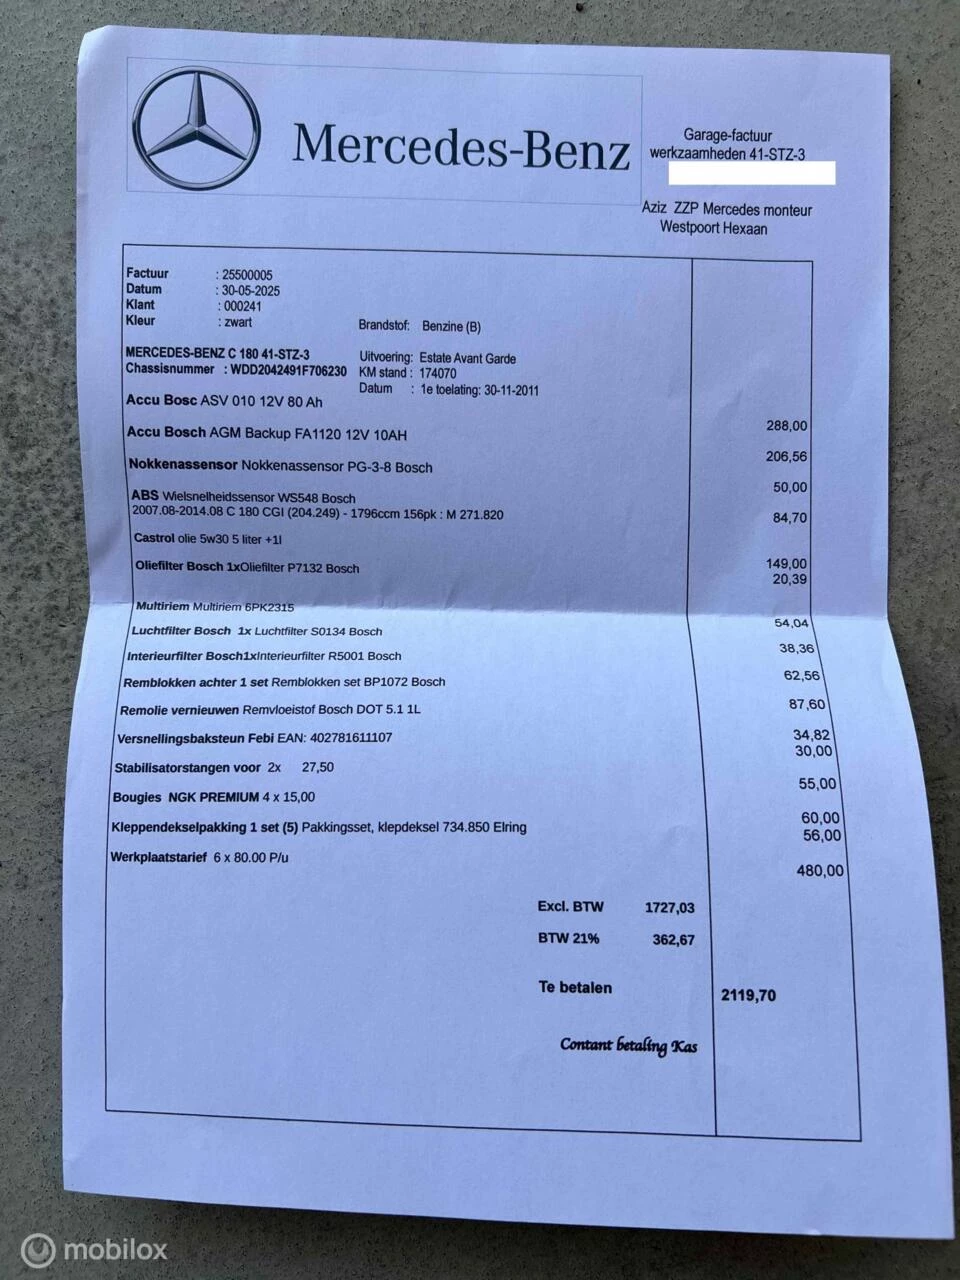 Mercedes-Benz
Garage-factuur
werkzaamheden 41-STZ-3
Aziz ZZP Mercedes monteur
Westpoort Hexaan
Factuur : 25500005
Datum : 30-05-2025
Klant : 000241
Kleur : zwart Brandstof: Benzine (B)
MERCEDES-BENZ C 180 41-STZ-3 Uitvoering: Estate Avant Garde
Chassisnummer : WDD2042491F706230 KM stand : 174070
Datum : 1e toelating: 30-11-2011
Accu Bosc ASV 010 12V 80 Ah
288,00
Accu Bosch AGM Backup FA1120 12V 10AH
206,56
Nokkenassensor Nokkenassensor PG-3-8 Bosch
50,00
ABS Wielsnelheidssensor WS548 Bosch
2007.08-2014.08 C 180 CGI (204.249) - 1796ccm 156pk : M 271.820
84,70
Castrol olie 5w30 5 liter +1l
149,00
Oliefilter Bosch 1xOliefilter P7132 Bosch
20,39
Multiriem Multiriem 6PK2315
54,04
Luchtfilter Bosch 1x Luchtfilter S0134 Bosch
38,36
Interieurfilter Bosch1xInterieurfilter R5001 Bosch
62,56
Remblokken achter 1 set Remblokken set BP1072 Bosch
87,60
Remolie vernieuwen Remvloeistof Bosch DOT 5.1 1L
34,82
Versnellingsbaksteun Febi EAN: 402781611107
30,00
Stabilisatorstangen voor 2x 27,50
55,00
Bougies NGK PREMIUM 4 x 15,00
60,00
Kleppendekselpakking 1 set (5) Pakkingsset, klepdeksel 734.850 Elring
56,00
Werkplaatstarief 6 x 80.00 P/u
480,00
Excl. BTW 1727,03
BTW 21% 362,67
Te betalen 2119,70
Contant betaling Kas
mobilox